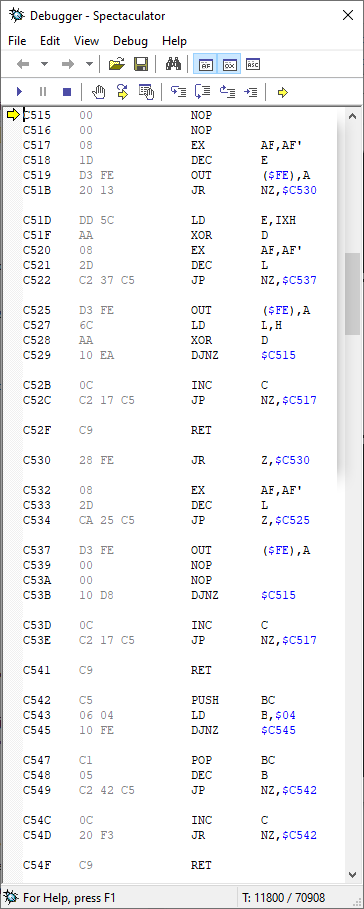 Debugger - Spectaculator
File Edit View Debug Help
C515 00 NOP
C516 00 NOP
C517 08 EX AF,AF'
C518 1D DEC E
C519 D3 FE OUT ($FE),A
C51B 20 13 JR NZ,$C530
C51D DD 5C LD E,IXH
C51F AA XOR D
C520 08 EX AF,AF'
C521 2D DEC L
C522 C2 37 C5 JP NZ,$C537
C525 D3 FE OUT ($FE),A
C527 6C LD L,H
C528 AA XOR D
C529 10 EA DJNZ $C515
C52B 0C INC C
C52C C2 17 C5 JP NZ,$C517
C52F C9 RET
C530 28 FE JR Z,$C530
C532 08 EX AF,AF'
C533 2D DEC L
C534 CA 25 C5 JP Z,$C525
C537 D3 FE OUT ($FE),A
C539 00 NOP
C53A 00 NOP
C53B 10 D8 DJNZ $C515
C53D 0C INC C
C53E C2 17 C5 JP NZ,$C517
C541 C9 RET
C542 C5 PUSH BC
C543 06 04 LD B,$04
C545 10 FE DJNZ $C545
C547 C1 POP BC
C548 05 DEC B
C549 C2 42 C5 JP NZ,$C542
C54C 0C INC C
C54D 20 F3 JR NZ,$C542
C54F C9 RET
For Help, press F1 T: 11800 / 70908